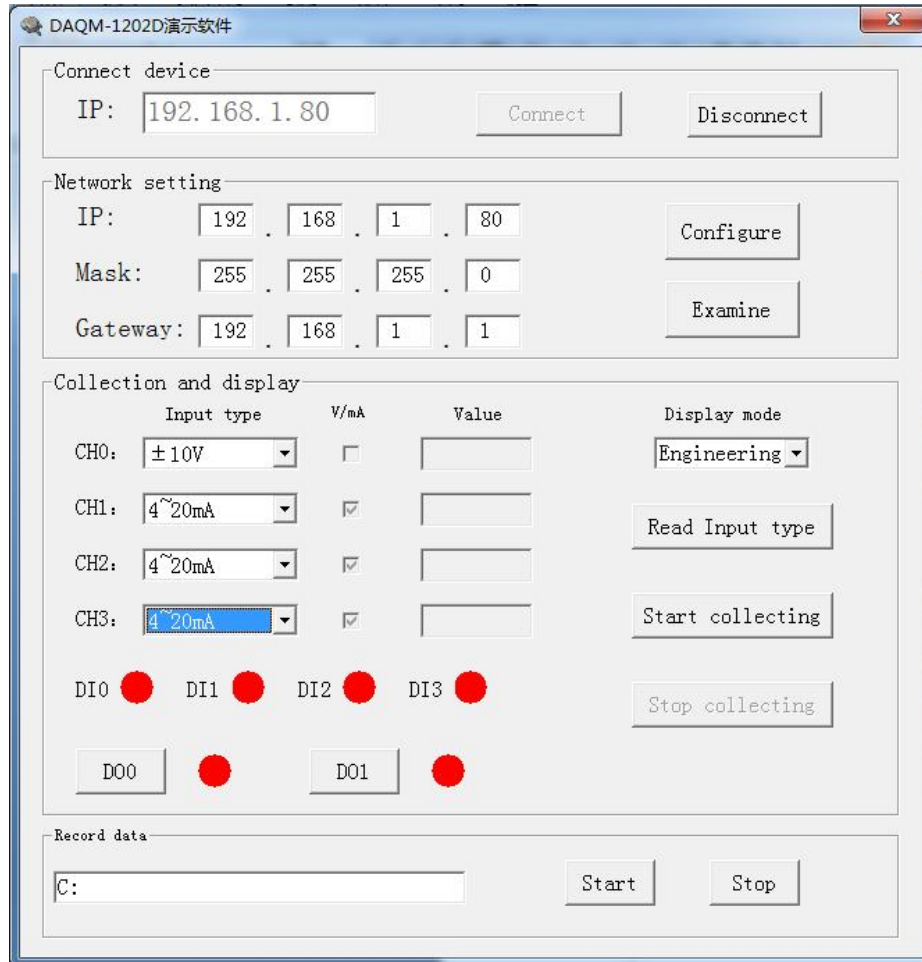 DAQM-1202D演示软件
Connect device
IP: 192.168.1.80 Connect Disconnect
Network setting
IP: 192 . 168 . 1 . 80 Configure
Mask: 255 . 255 . 255 . 0
Examine
Gateway: 192 . 168 . 1 . 1
Collection and display
Input type V/mA Value Display mode
CH0: ±10V Engineering
CH1: 4~20mA Read Input type
CH2: 4~20mA
CH3: 4~20mA Start collecting
DI0 DI1 DI2 DI3 Stop collecting
DO0 DO1
Record data
C: Start Stop